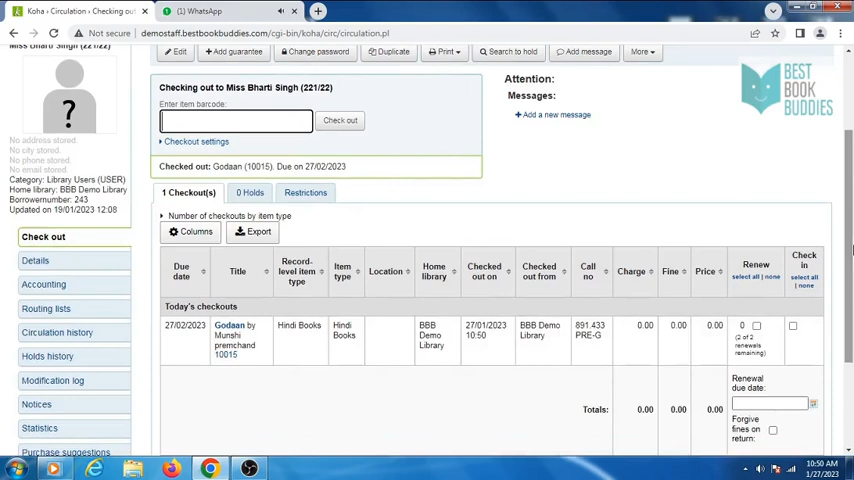 Koha › Circulation › Checking out
(1) WhatsApp
Not secure | demostaff.bestbookbuddies.com/cgi-bin/koha/circ/circulation.pl
Miss Bharti Singh (221/22)
Edit
Add guarantee
Change password
Duplicate
Print
Search to hold
Add message
More
?
No address stored.
No city stored.
No phone stored.
No email stored.
Category: Library Users (USER)
Home library: BBB Demo Library
Borrowernumber: 243
Updated on 19/01/2023 12:08
Check out
Details
Accounting
Routing lists
Circulation history
Holds history
Modification log
Notices
Statistics
Purchase suggestions
Checking out to Miss Bharti Singh (221/22)
Enter item barcode:
Check out
Checkout settings
Checked out: Godaan (10015). Due on 27/02/2023
Attention:
Messages:
Add a new message
BEST
BOOK
BUDDIES
1 Checkout(s)
0 Holds
Restrictions
Number of checkouts by item type
Columns
Export
Due date
Title
Record-level item type
Item type
Location
Home library
Checked out on
Checked out from
Call no
Charge
Fine
Price
Renew
select all | none
Check in
select all | none
Today's checkouts
27/02/2023
Godaan by Munshi premchand 10015
Hindi Books
Hindi Books
BBB Demo Library
27/01/2023 10:50
BBB Demo Library
891.433 PRE-G
0.00
0.00
0.00
0
(2 of 2 renewals remaining)
Totals:
0.00
0.00
0.00
Renewal due date:
Forgive fines on return:
10:50 AM
1/27/2023